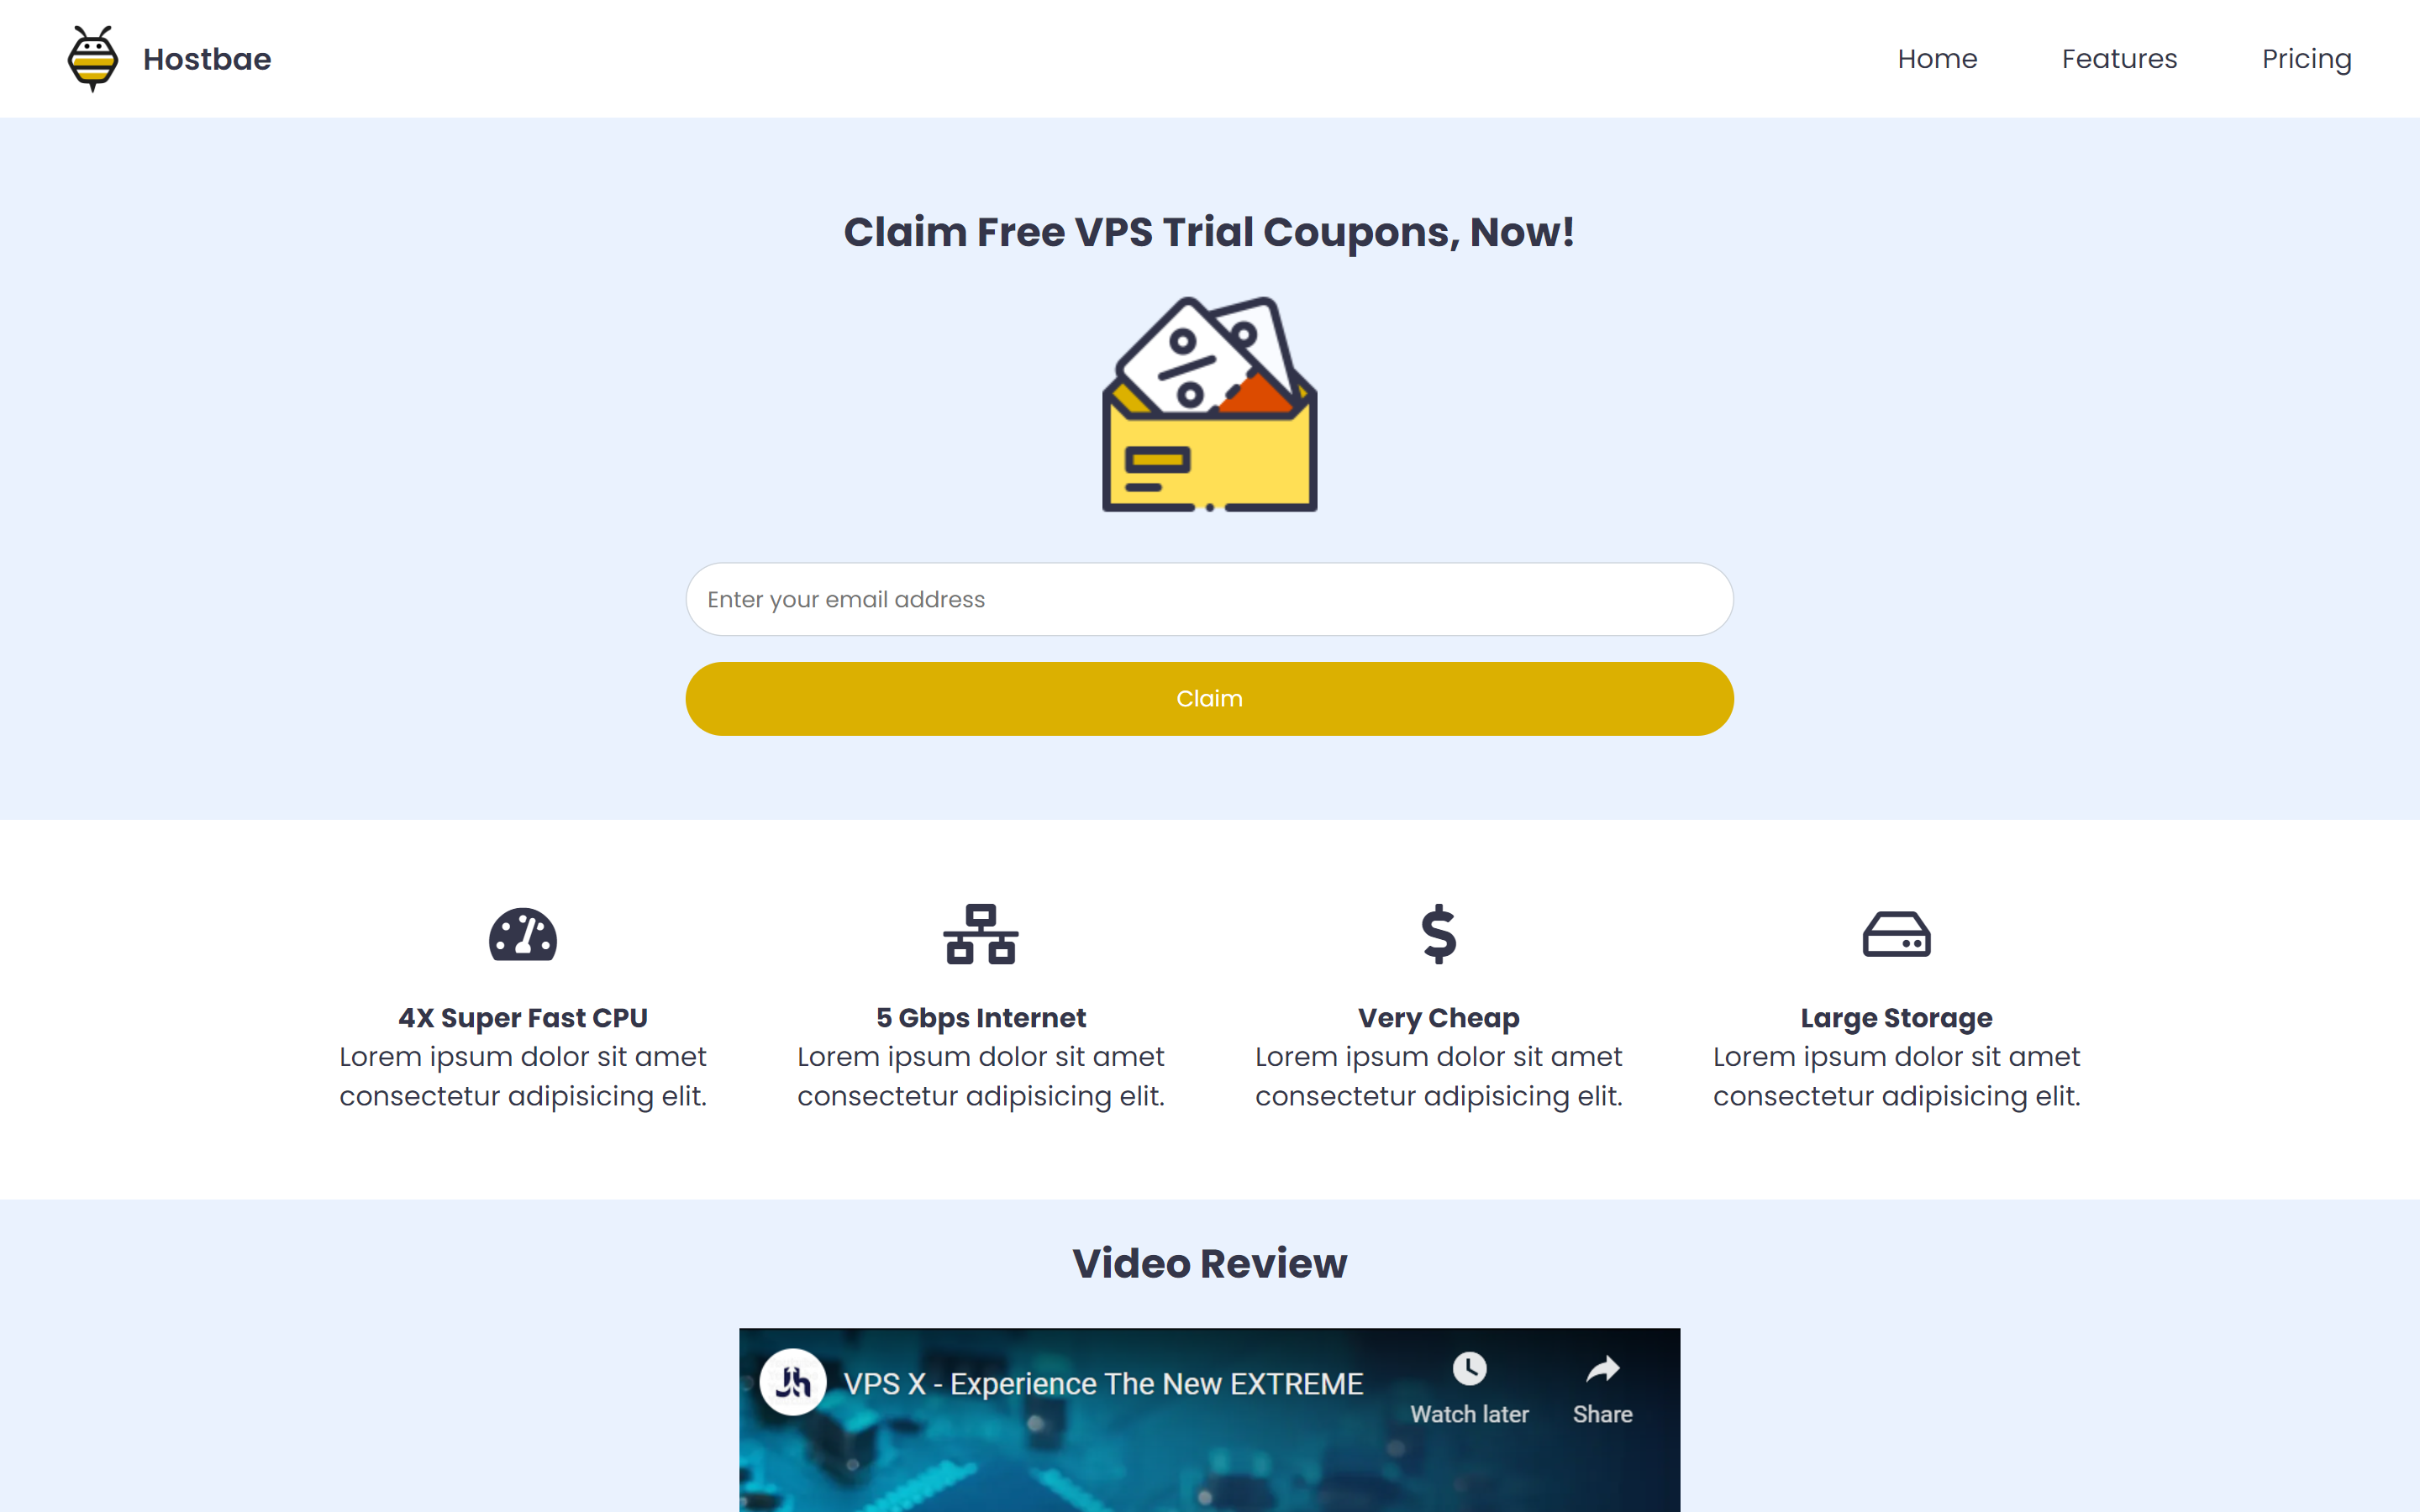 Hostbae
Home
Features
Pricing
Claim Free VPS Trial Coupons, Now!
Enter your email address
Claim
4X Super Fast CPU
Lorem ipsum dolor sit amet
consectetur adipisicing elit.
5 Gbps Internet
Lorem ipsum dolor sit amet
consectetur adipisicing elit.
Very Cheap
Lorem ipsum dolor sit amet
consectetur adipisicing elit.
Large Storage
Lorem ipsum dolor sit amet
consectetur adipisicing elit.
Video Review
Jh
VPS X - Experience The New EXTREME
Watch later
Share